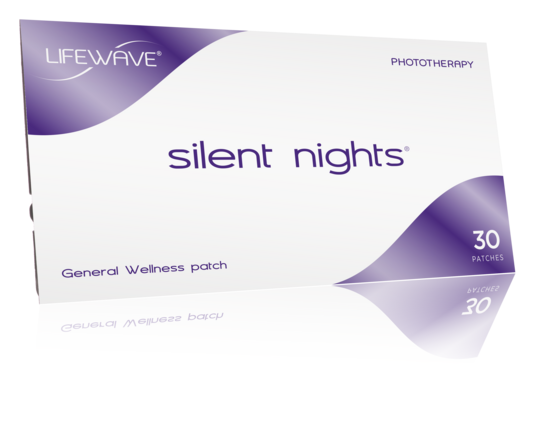 LIFEWAVE®
PHOTOTHERAPY
silent nights®
30
PATCHES
General Wellness patch